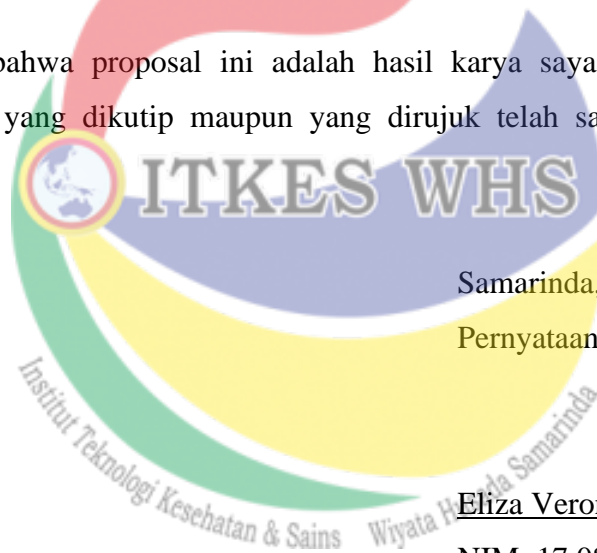 bahwa proposal ini adalah hasil karya saya
yang dikutip maupun yang dirujuk telah sa
ITKES WHS
Samarinda,
Pernyataan
Institut Teknologi Kesehatan & Sains Wiyata Husada Samarinda
Eliza Vero
NIM. 17.0